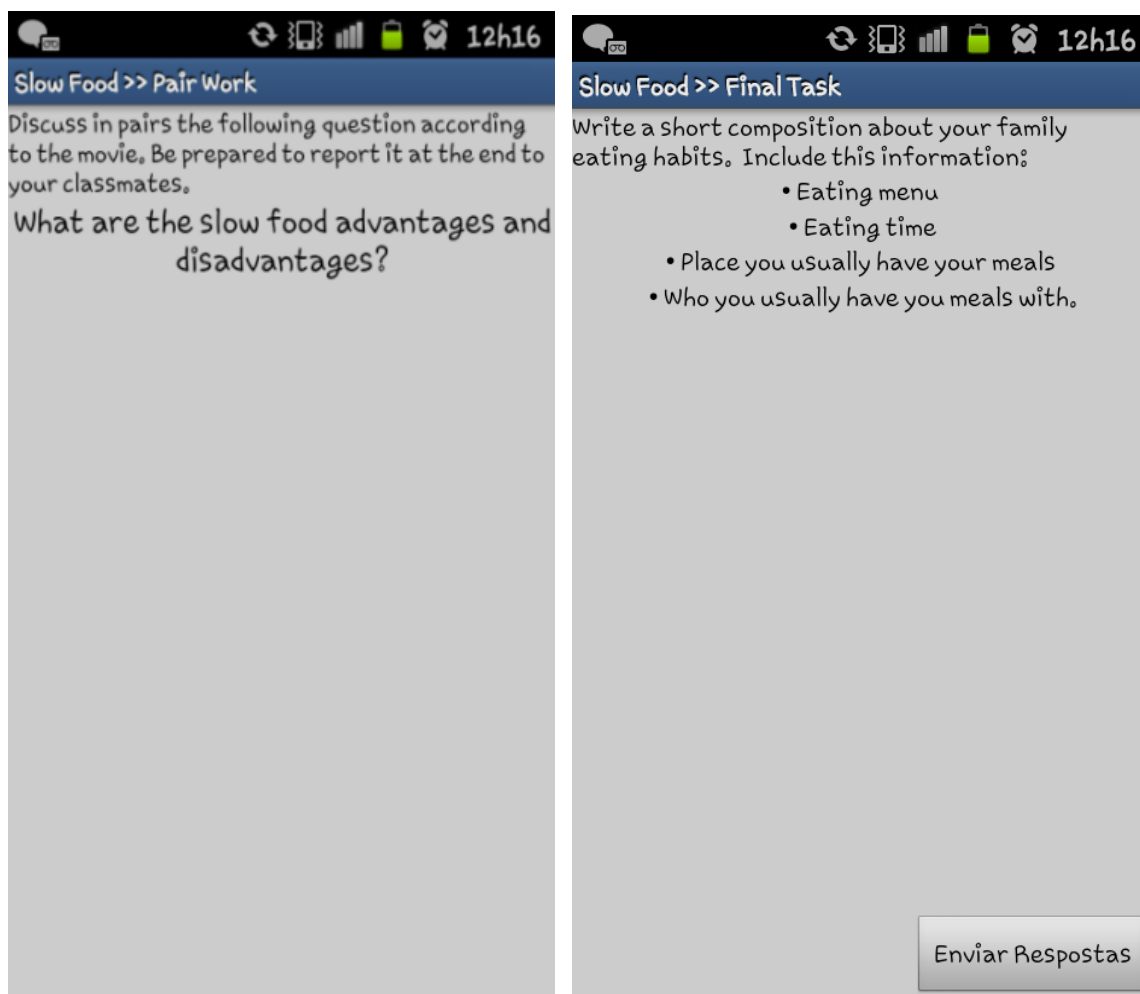 12h16
Slow Food >> Pair Work
Discuss in pairs the following question according
to the movie. Be prepared to report it at the end to
your classmates.
What are the slow food advantages and
disadvantages?
12h16
Slow Food >> Final Task
Write a short composition about your family
eating habits. Include this information:
• Eating menu
• Eating time
• Place you usually have your meals
• Who you usually have you meals with.
Enviar Respostas